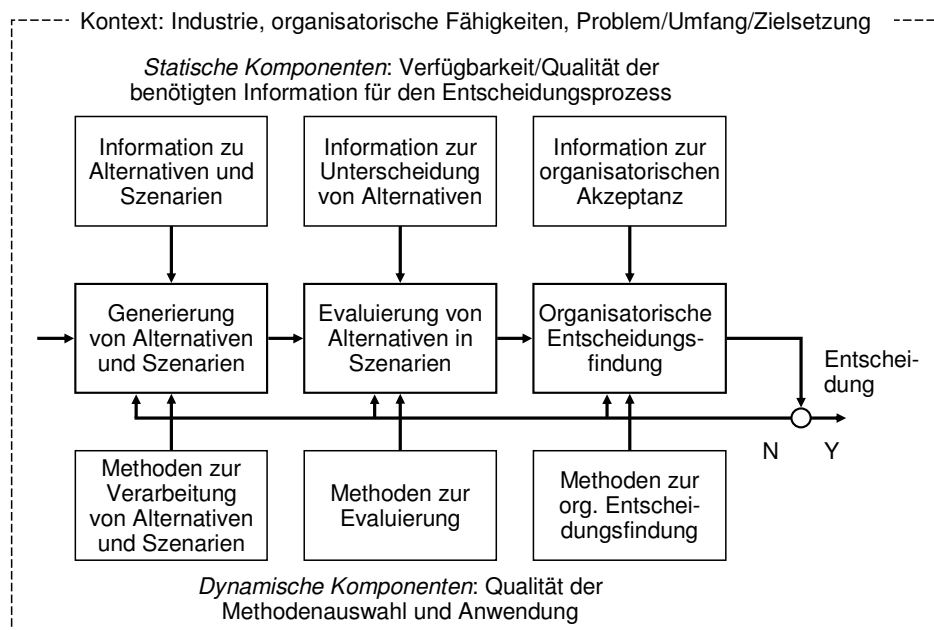 Kontext: Industrie, organisatorische Fähigkeiten, Problem/Umfang/Zielsetzung
Statische Komponenten: Verfügbarkeit/Qualität der
benötigten Information für den Entscheidungsprozess
Information zu
Alternativen und
Szenarien
Information zur
Unterscheidung
von Alternativen
Information zur
organisatorischen
Akzeptanz
Generierung
von Alternativen
und Szenarien
Evaluierung von
Alternativen in
Szenarien
Organisatorische
Entscheidungs-
findung
Entschei-
dung
N
Y
Methoden zur
Verarbeitung
von Alternativen
und Szenarien
Methoden zur
Evaluierung
Methoden zur
org. Entschei-
dungsfindung
Dynamische Komponenten: Qualität der
Methodenauswahl und Anwendung